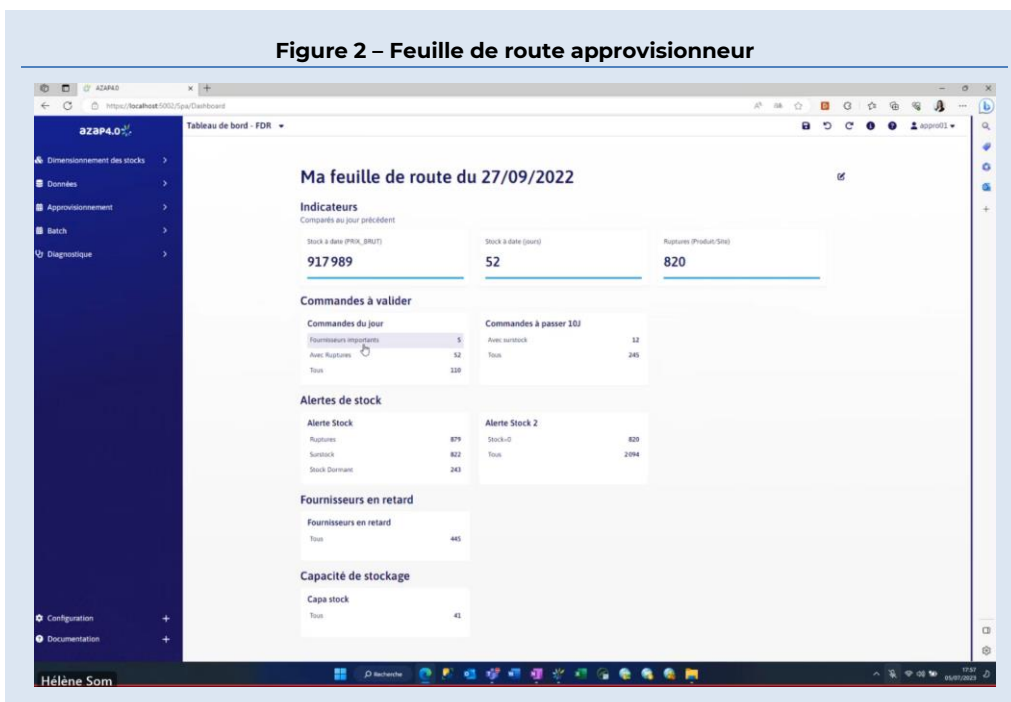 Figure 2 – Feuille de route approvisionneur
AZAP4.0
https://localhost:5002/Spa/Dashboard
azap4.0
Tableau de bord - FDR
appro01
Dimensionnement des stocks
Données
Approvisionnement
Batch
Diagnostique
Ma feuille de route du 27/09/2022
Indicateurs
Comparés au jour précédent
Stock à date (PRIX_BRUT)
Stock à date (jours)
Ruptures (Produit/Site)
917 989
52
820
Commandes à valider
Commandes du jour
Fournisseurs importants 5
Avec Ruptures 52
Tous 110
Commandes à passer 10J
Avec surstock 12
Tous 245
Alertes de stock
Alerte Stock
Ruptures 879
Surstock 822
Stock Dormant 243
Alerte Stock 2
Stock=0 820
Tous 2 094
Fournisseurs en retard
Fournisseurs en retard
Tous 445
Capacité de stockage
Capa stock
Tous 41
Configuration
Documentation
Hélène Som
Recherche
17:57
05/07/2023